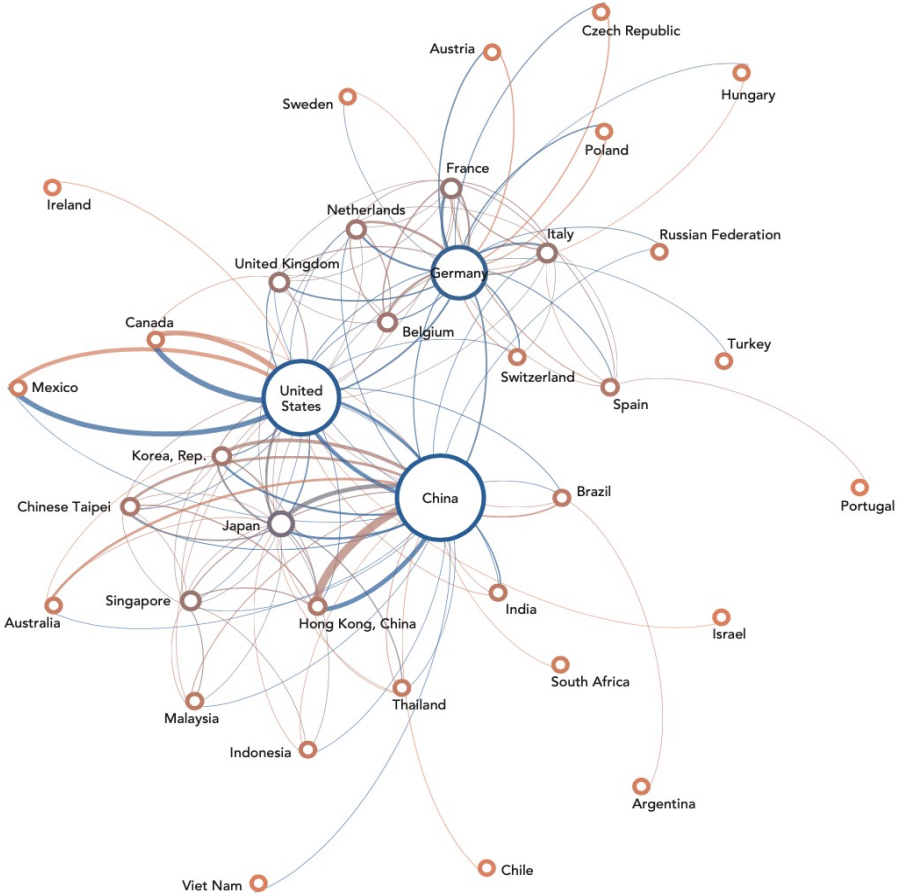 Czech Republic
Austria
Hungary
Sweden
Poland
France
Ireland
Netherlands
Italy
Russian Federation
United Kingdom
Germany
Canada
Belgium
Turkey
Mexico
Switzerland
United
States
Spain
Korea, Rep.
China
Brazil
Chinese Taipei
Portugal
Japan
Singapore
India
Australia
Hong Kong, China
Israel
South Africa
Malaysia
Thailand
Indonesia
Argentina
Chile
Viet Nam